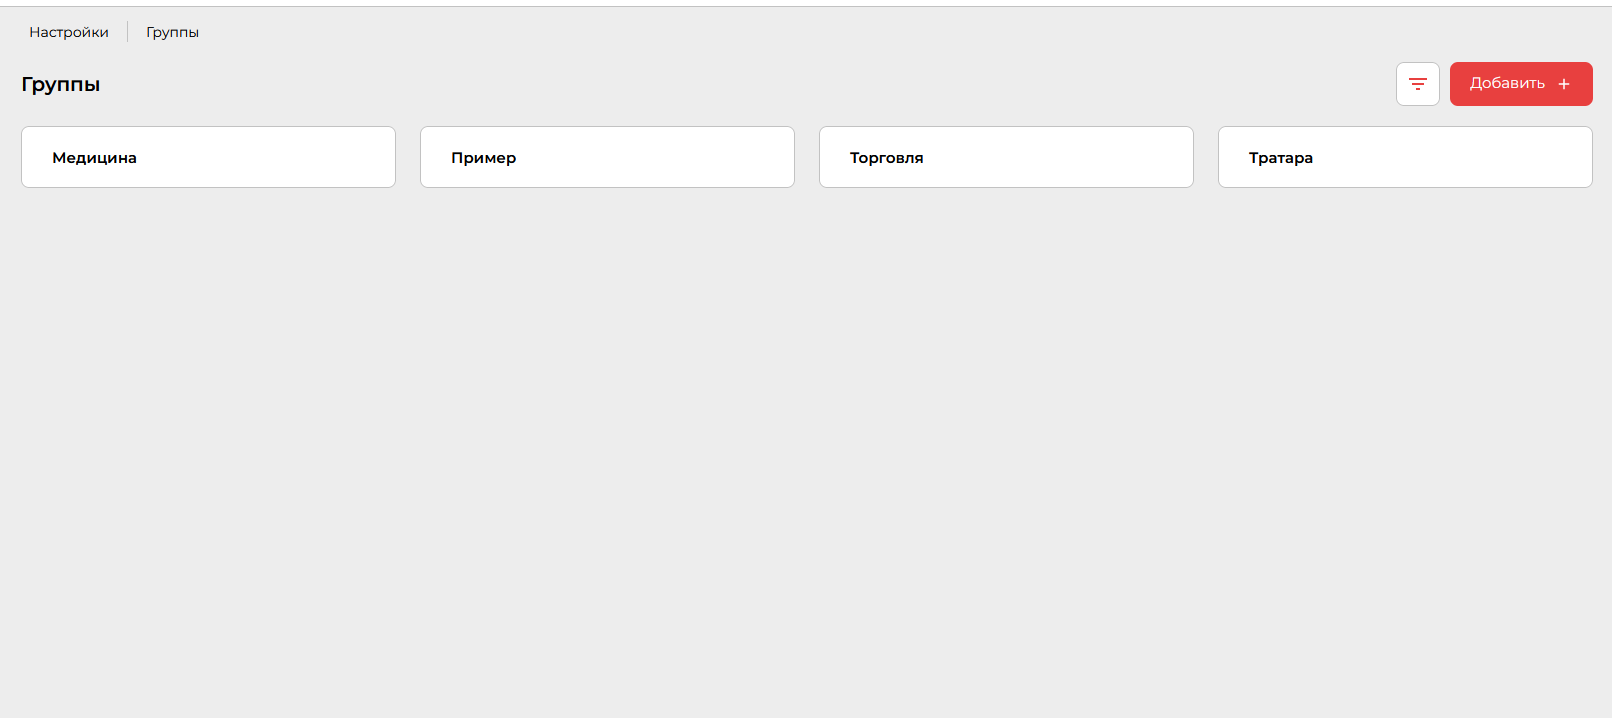 Настройки Группы
Группы
Добавить +
Медицина Пример Торговля Тратара